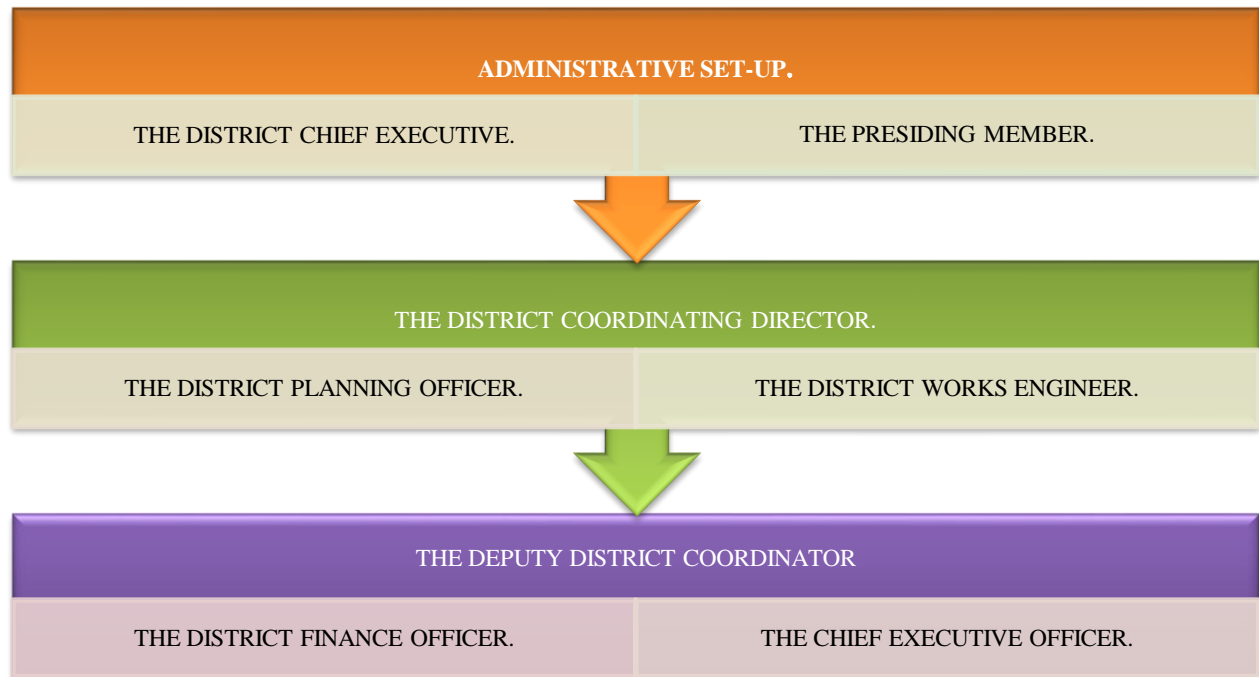 ADMINISTRATIVE SET-UP.
THE DISTRICT CHIEF EXECUTIVE.
THE PRESIDING MEMBER.
THE DISTRICT COORDINATING DIRECTOR.
THE DISTRICT PLANNING OFFICER.
THE DISTRICT WORKS ENGINEER.
THE DEPUTY DISTRICT COORDINATOR
THE DISTRICT FINANCE OFFICER.
THE CHIEF EXECUTIVE OFFICER.